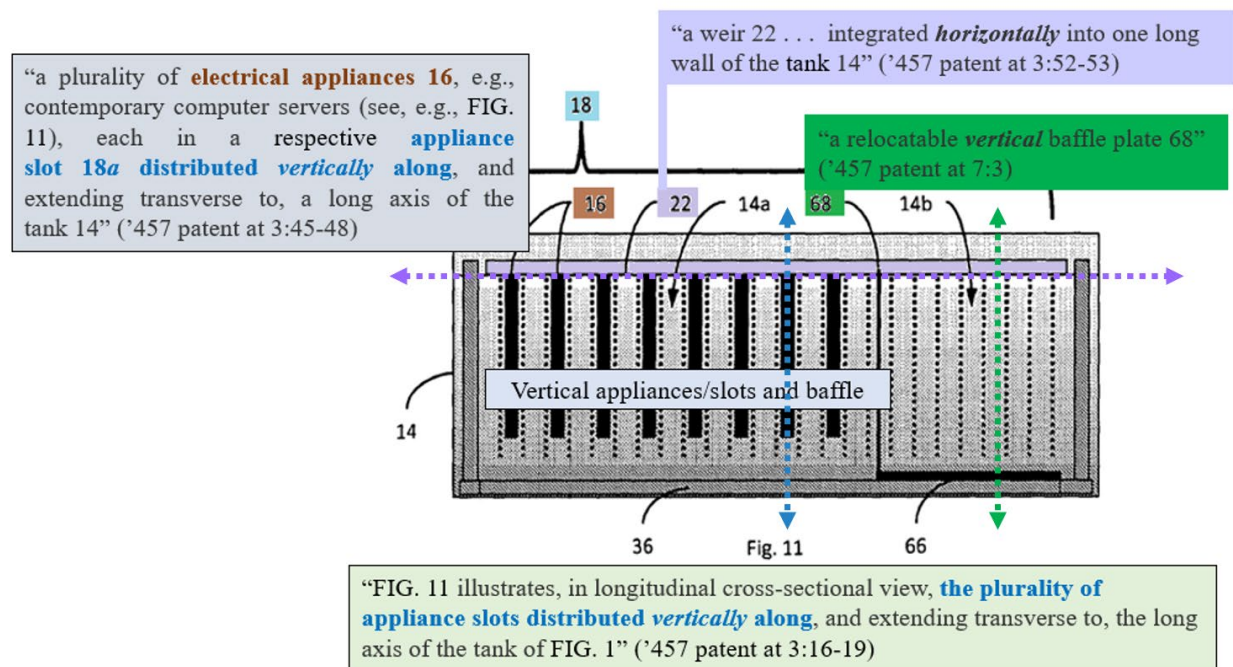 “a weir 22 . . . integrated horizontally into one long
wall of the tank 14” (’457 patent at 3:52-53)
“a plurality of electrical appliances 16, e.g.,
contemporary computer servers (see, e.g., FIG.
11), each in a respective appliance
slot 18a distributed vertically along, and
extending transverse to, a long axis of the
tank 14” (’457 patent at 3:45-48)
18
“a relocatable vertical baffle plate 68”
(’457 patent at 7:3)
16 22 14a 68 14b
Vertical appliances/slots and baffle
14
36 Fig. 11 66
“FIG. 11 illustrates, in longitudinal cross-sectional view, the plurality of
appliance slots distributed vertically along, and extending transverse to, the long
axis of the tank of FIG. 1” (’457 patent at 3:16-19)